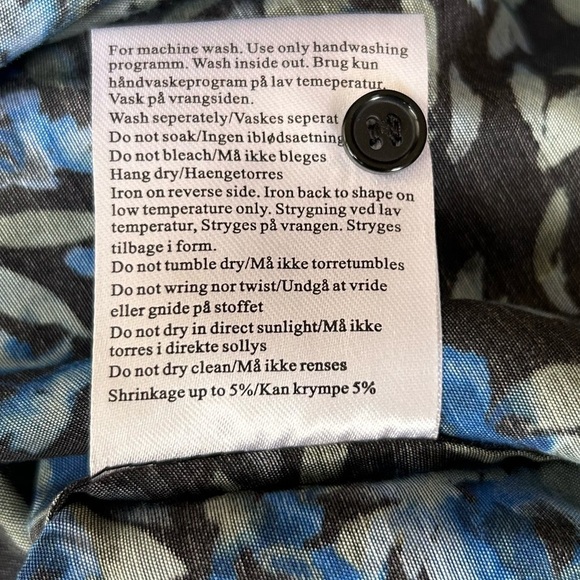 For machine wash. Use only handwashing
programm. Wash inside out. Brug kun
håndvaskeprogram på lav temeperatur.
Vask på vrangsiden.
Wash seperately/Vaskes seperat
Do not soak/Ingen iblødsaetning
Do not bleach/Må ikke bleges
Hang dry/Haengetorres
Iron on reverse side. Iron back to shape on
low temperature only. Strygning ved lav
temperatur, Stryges på vrangen. Stryges
tilbage i form.
Do not tumble dry/Må ikke torretumbles
Do not wring nor twist/Undgå at vride
eller gnide på stoffet
Do not dry in direct sunlight/Må ikke
torres i direkte sollys
Do not dry clean/Må ikke renses
Shrinkage up to 5%/Kan krympe 5%